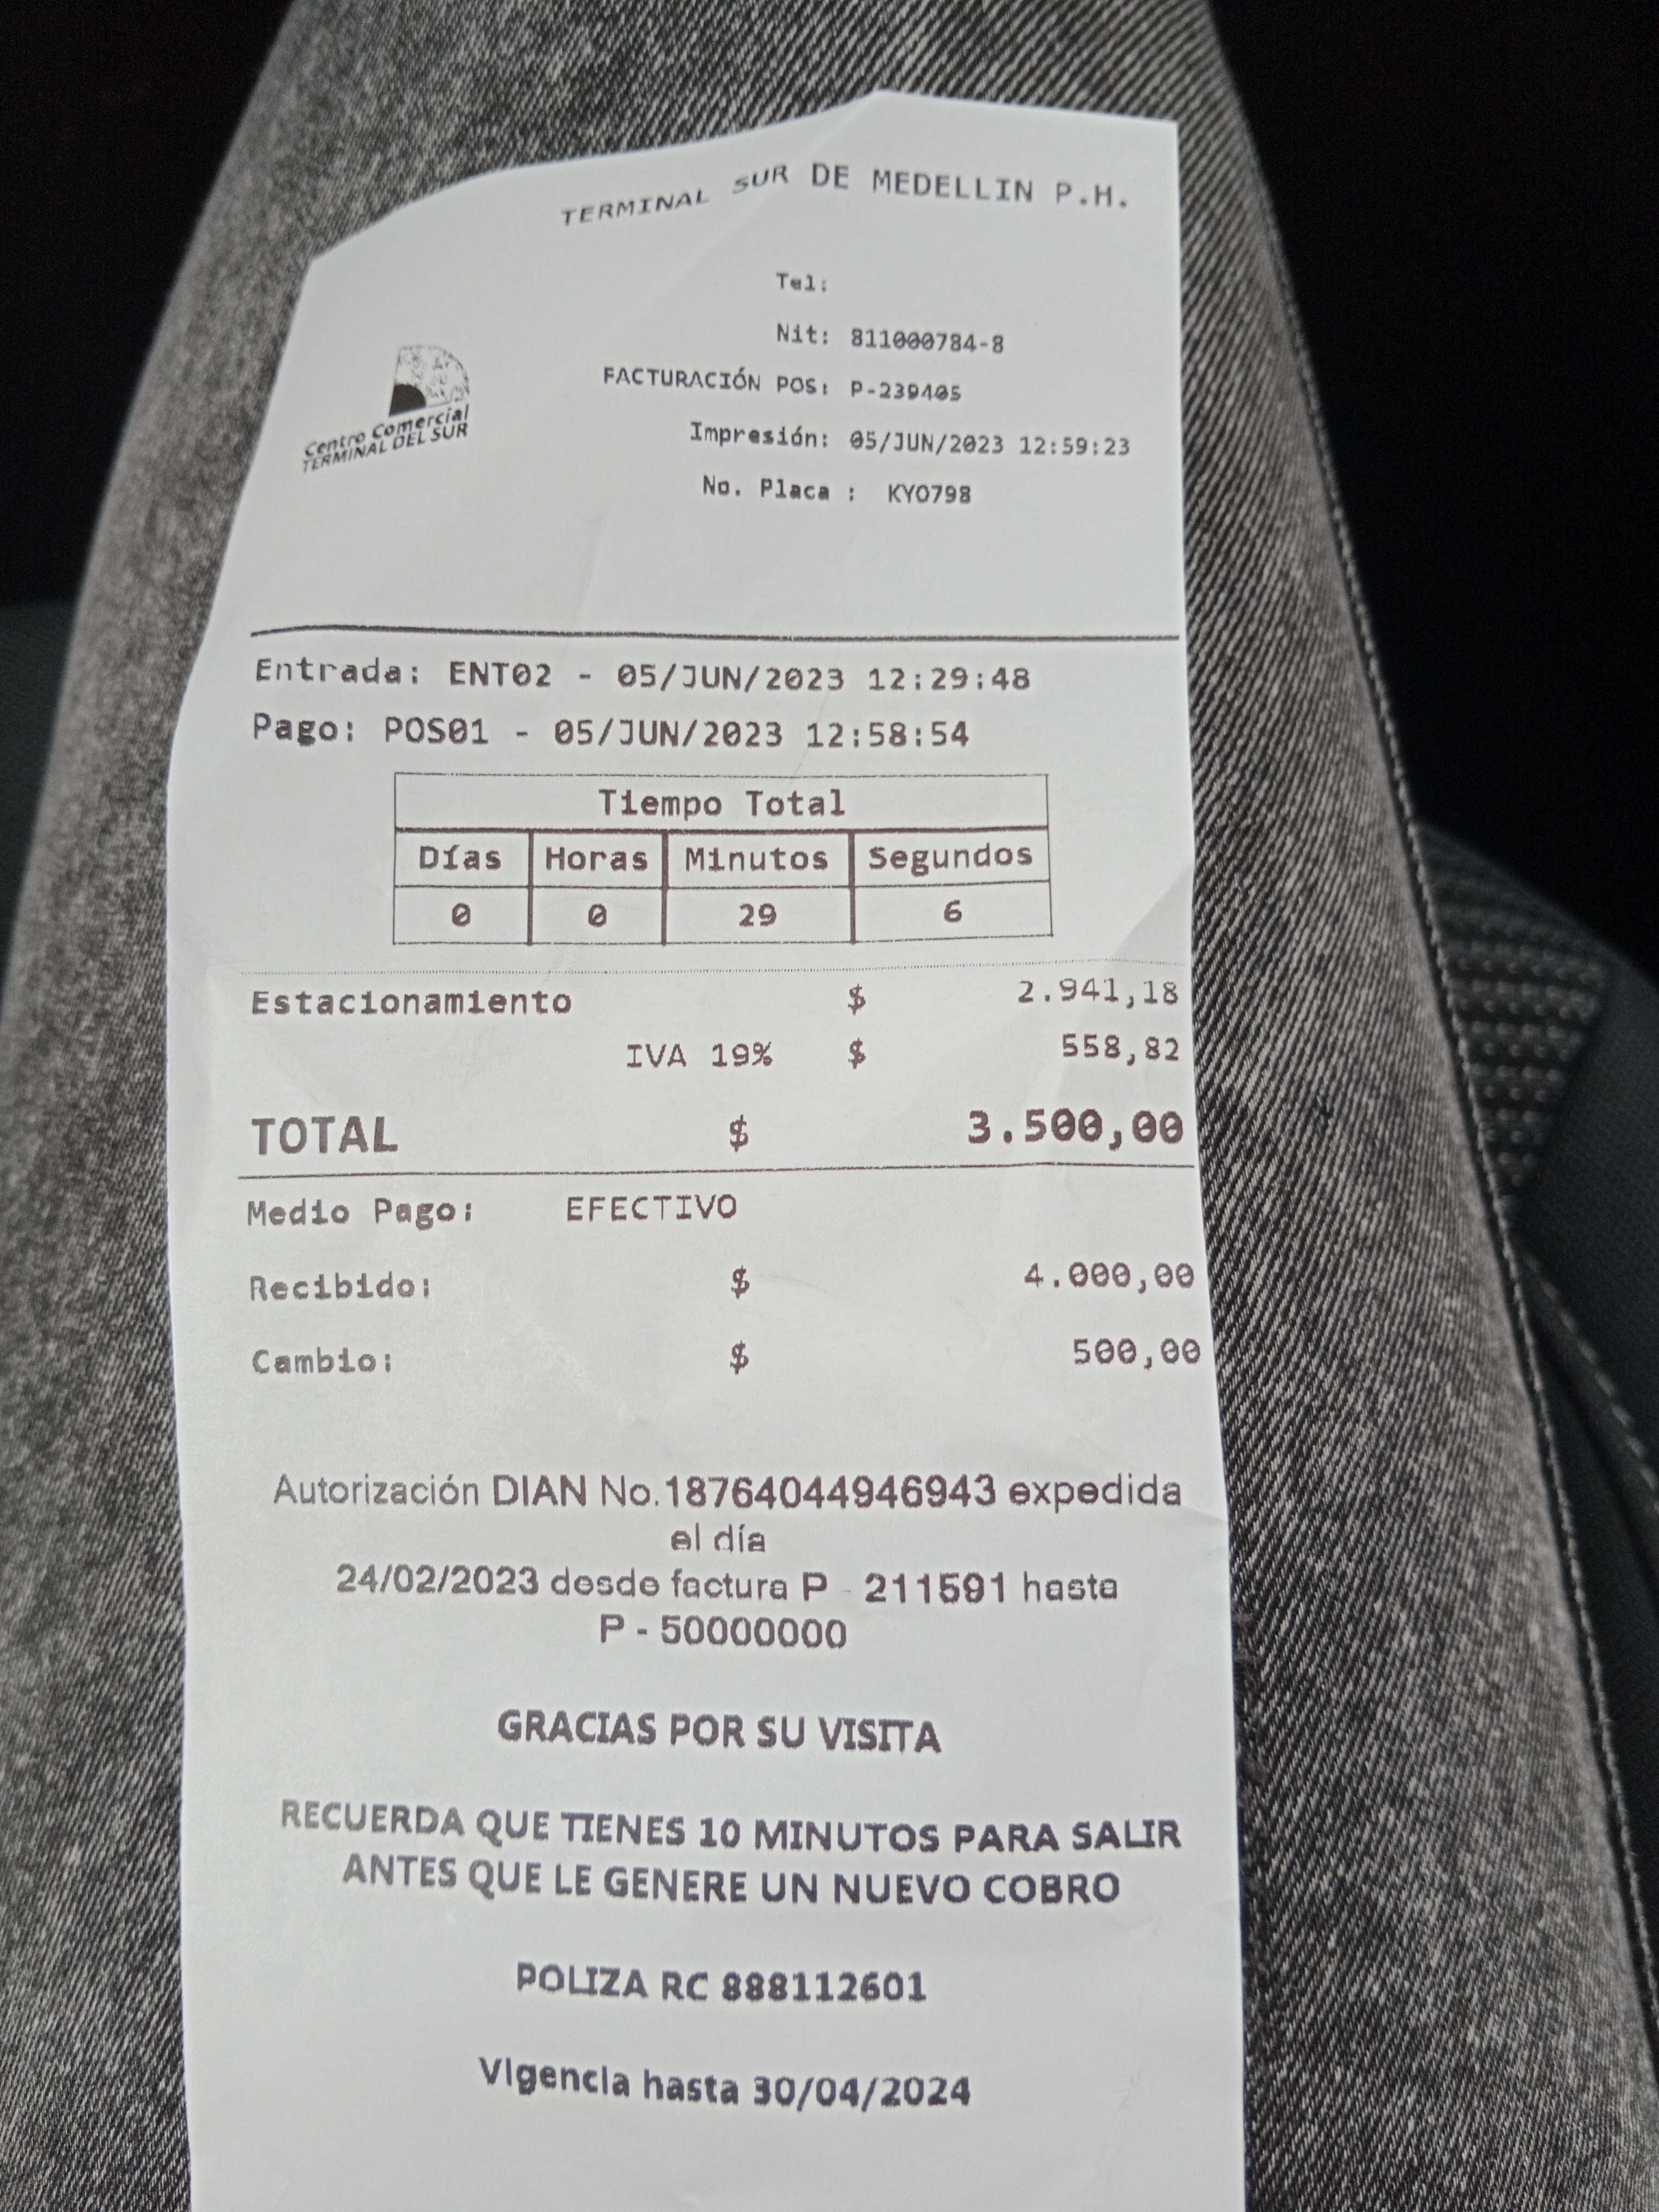 TERMINAL SUR DE MEDELLIN P.H.
Tel:
Nit: 811000784-8
FACTURACIÓN POS: P-239405
Impresión: 05/JUN/2023 12:59:23
No. Placa : KYO798
Centro Comercial
TERMINAL DEL SUR
Entrada: ENT02 - 05/JUN/2023 12:29:48
Pago: POS01 - 05/JUN/2023 12:58:54
Tiempo Total
Días Horas Minutos Segundos
0 0 29 6
Estacionamiento $ 2.941,18
IVA 19% $ 558,82
TOTAL $ 3.500,00
Medio Pago: EFECTIVO
Recibido: $ 4.000,00
Cambio: $ 500,00
Autorización DIAN No.18764044946943 expedida
el día
24/02/2023 desde factura P - 211591 hasta
P - 50000000
GRACIAS POR SU VISITA
RECUERDA QUE TIENES 10 MINUTOS PARA SALIR
ANTES QUE LE GENERE UN NUEVO COBRO
POLIZA RC 888112601
Vigencia hasta 30/04/2024